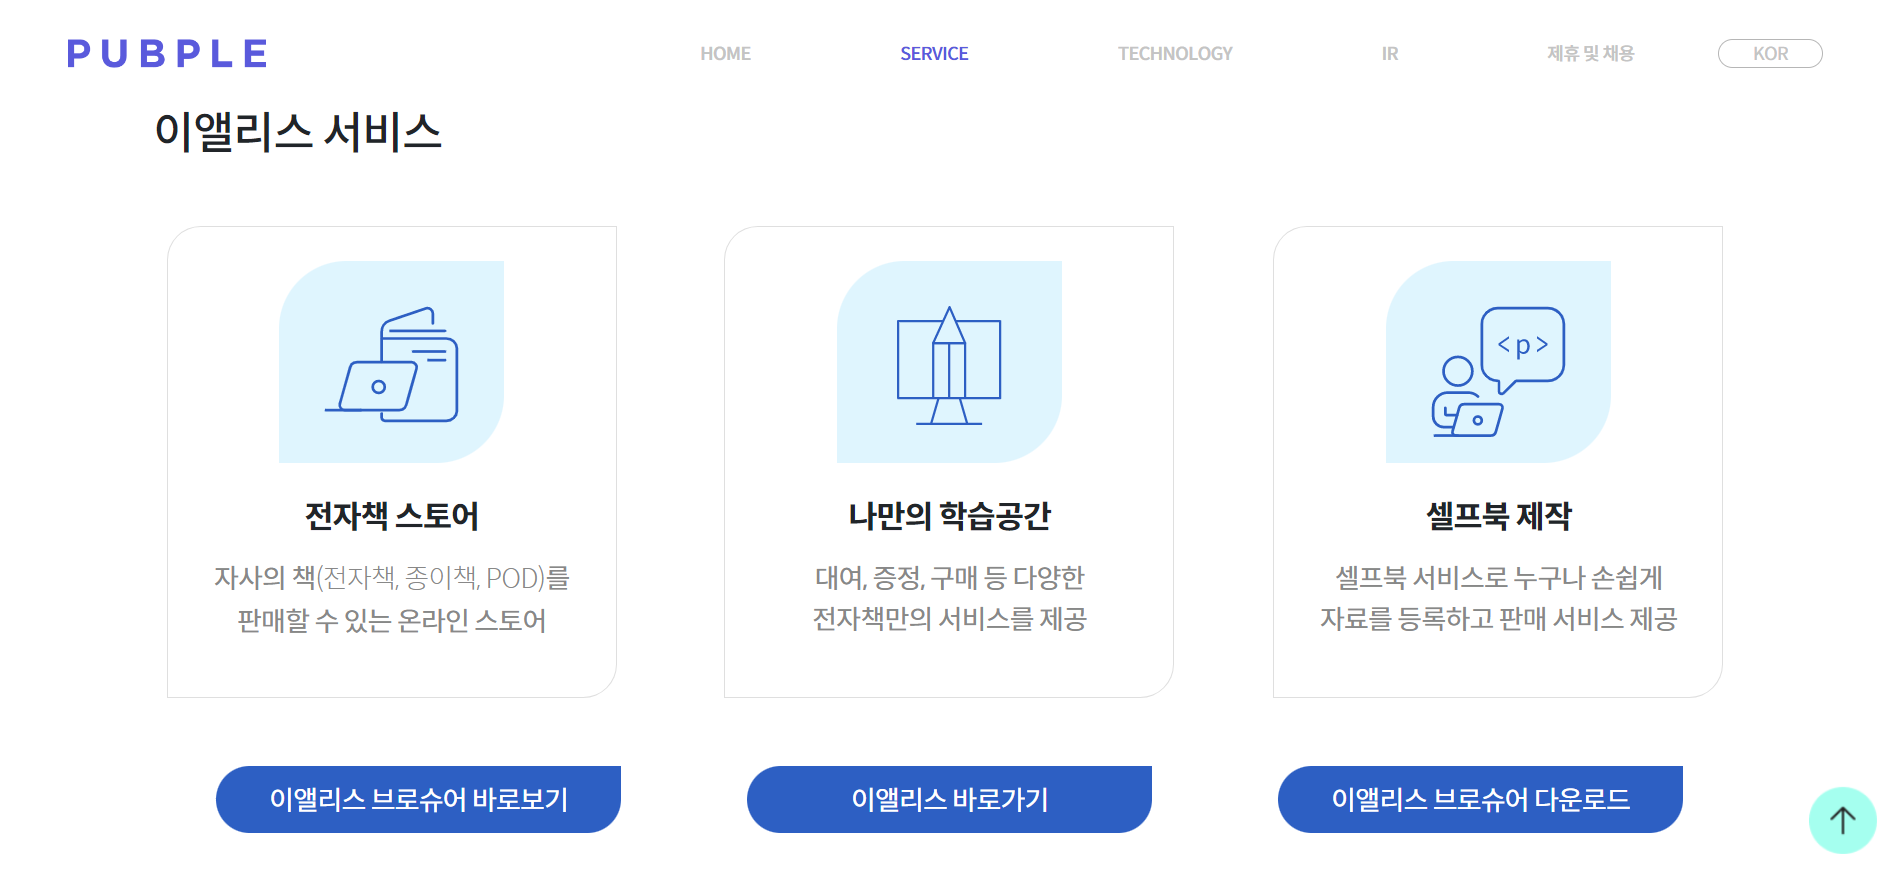 PUBPLE
HOME
SERVICE
TECHNOLOGY
IR
제휴 및 채용
KOR
이앨리스 서비스
<p>
전자책 스토어
자사의 책(전자책, 종이책, POD)를
판매할 수 있는 온라인 스토어
나만의 학습공간
대여, 증정, 구매 등 다양한
전자책만의 서비스를 제공
셀프북 제작
셀프북 서비스로 누구나 손쉽게
자료를 등록하고 판매 서비스 제공
이앨리스 브로슈어 바로보기
이앨리스 바로가기
이앨리스 브로슈어 다운로드